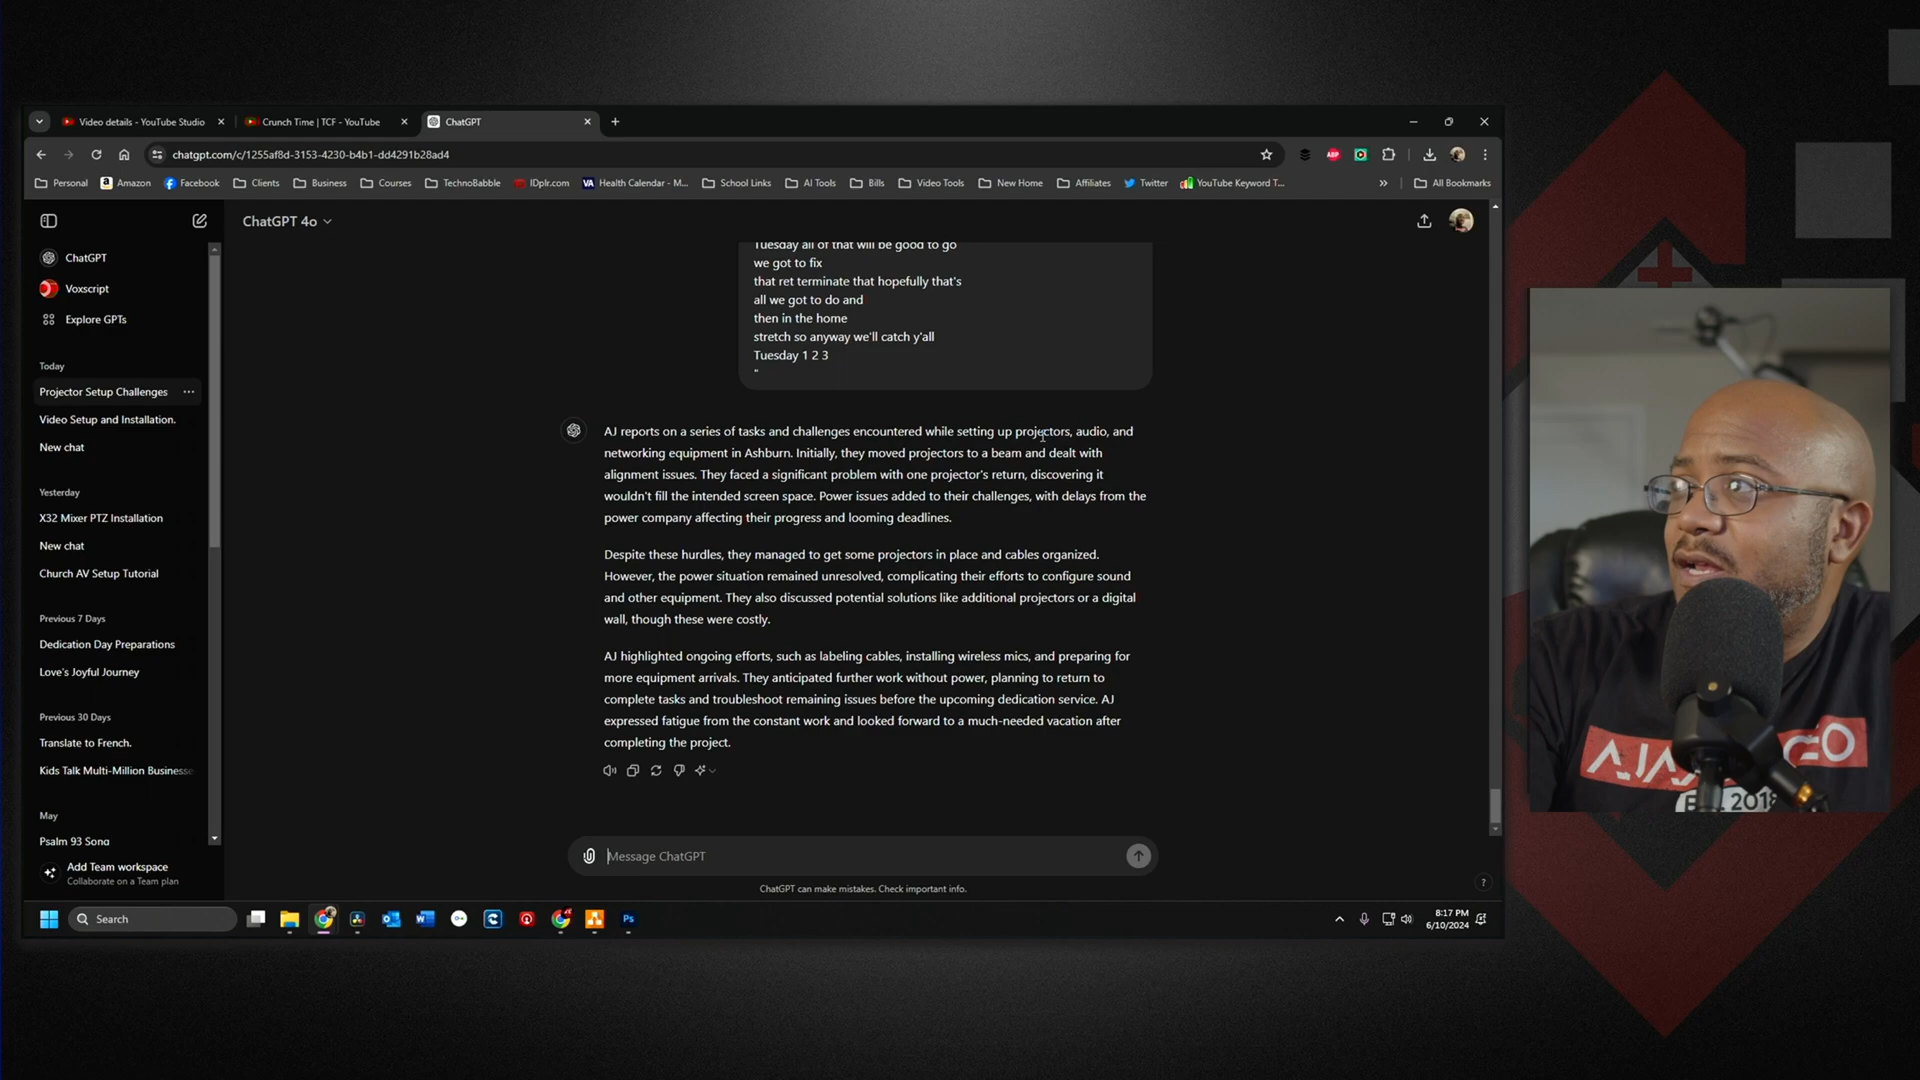 Video details - YouTube Studio
Crunch Time | TCF - YouTube
ChatGPT
chatgpt.com/c/1255af8d-3153-4230-b4b1-dd4291b28ad4
ABP
Personal
Amazon
Facebook
Clients
Business
Courses
TechnoBabble
IDplr.com
VA
Health Calendar - M...
School Links
AI Tools
Bills
Video Tools
New Home
Affiliates
Twitter
YouTube Keyword T...
»
All Bookmarks
ChatGPT 4o
ChatGPT
Voxscript
Explore GPTs
Today
Projector Setup Challenges
Video Setup and Installation.
New chat
Yesterday
X32 Mixer PTZ Installation
New chat
Church AV Setup Tutorial
Previous 7 Days
Dedication Day Preparations
Love's Joyful Journey
Previous 30 Days
Translate to French.
Kids Talk Multi-Million Businesse
May
Psalm 93 Song
Add Team workspace
Collaborate on a Team plan
Tuesday all of that will be good to go
we got to fix
that ret terminate that hopefully that's
all we got to do and
then in the home
stretch so anyway we'll catch y'all
Tuesday 1 2 3
"
AJ reports on a series of tasks and challenges encountered while setting up projectors, audio, and
networking equipment in Ashburn. Initially, they moved projectors to a beam and dealt with
alignment issues. They faced a significant problem with one projector's return, discovering it
wouldn't fill the intended screen space. Power issues added to their challenges, with delays from the
power company affecting their progress and looming deadlines.
Despite these hurdles, they managed to get some projectors in place and cables organized.
However, the power situation remained unresolved, complicating their efforts to configure sound
and other equipment. They also discussed potential solutions like additional projectors or a digital
wall, though these were costly.
AJ highlighted ongoing efforts, such as labeling cables, installing wireless mics, and preparing for
more equipment arrivals. They anticipated further work without power, planning to return to
complete tasks and troubleshoot remaining issues before the upcoming dedication service. AJ
expressed fatigue from the constant work and looked forward to a much-needed vacation after
completing the project.
Message ChatGPT
ChatGPT can make mistakes. Check important info.
?
Search
Ps
8:17 PM
6/10/2024
2018